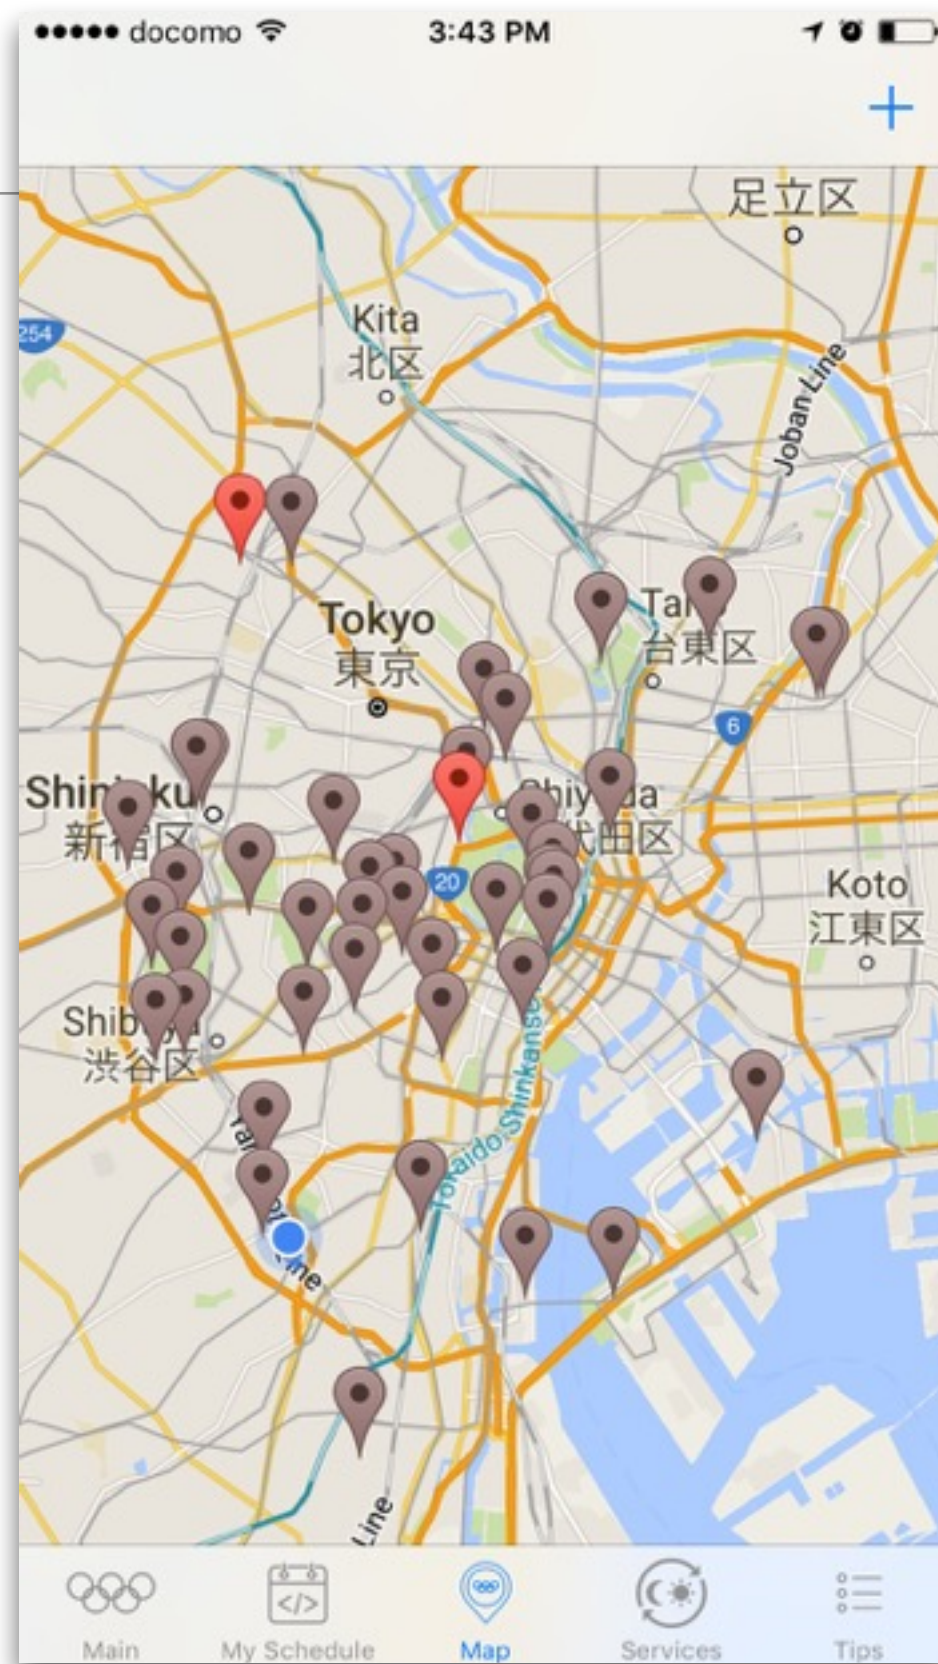 docomo
3:43 PM
足立区
Kita
北区
254
Joban Line
Tokyo
東京
台東区
6
新宿区
20
Koto
江東区
渋谷区
Tokaido Shinkansen
Line
Main
My Schedule
</>
Map
Services
Tips